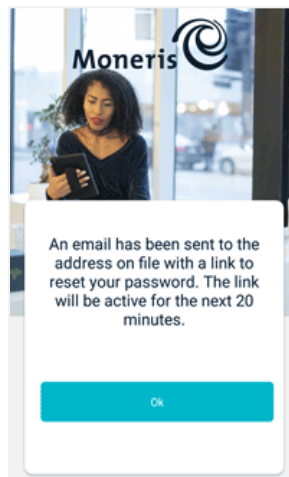 Moneris
An email has been sent to the
address on file with a link to
reset your password. The link
will be active for the next 20
minutes.
Ok